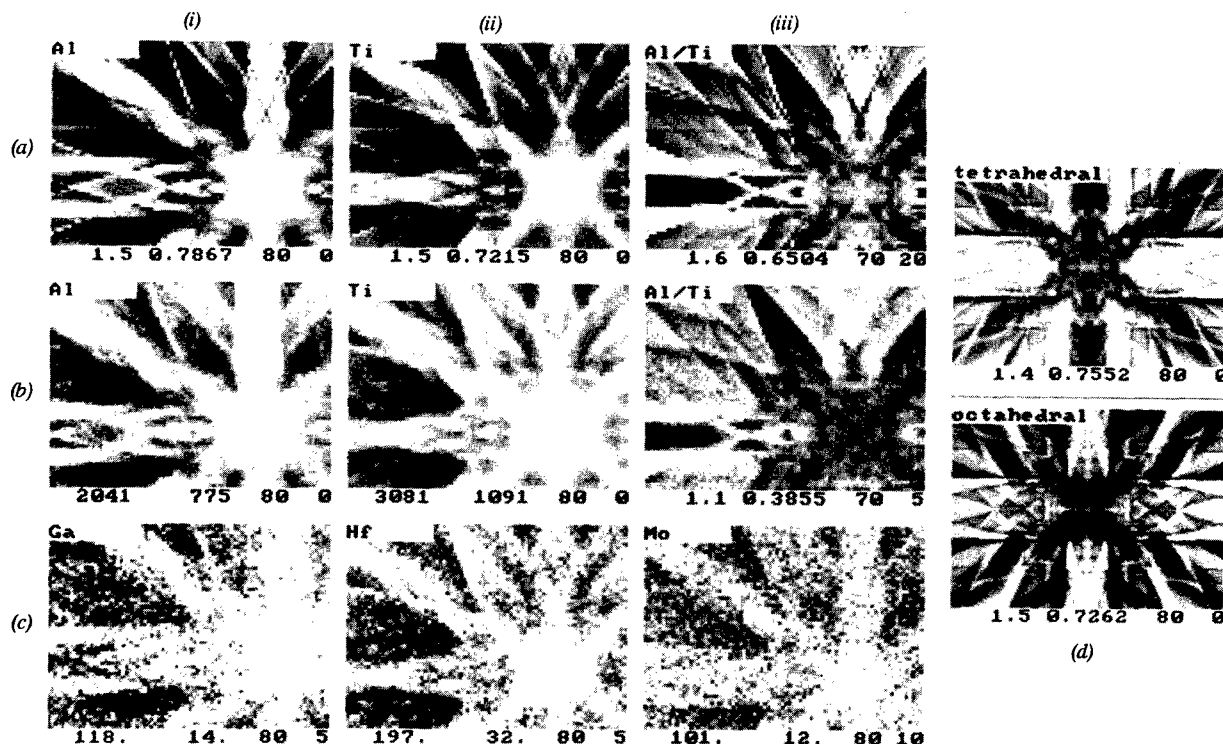 (i) (ii) (iii)
Al Ti Al/Ti
(a)
1.5 0.7867 80 0
1.5 0.7215 80 0
1.6 0.6504 70 20
tetrahedral
1.4 0.7552 80 0
Al Ti Al/Ti
(b)
2041 775 80 0
3081 1091 80 0
1.1 0.3855 70 5
octahedral
1.5 0.7262 80 0
(d)
Ga Hf Mo
(c)
118. 14. 80 5
197. 32. 80 5
101. 12. 80 10